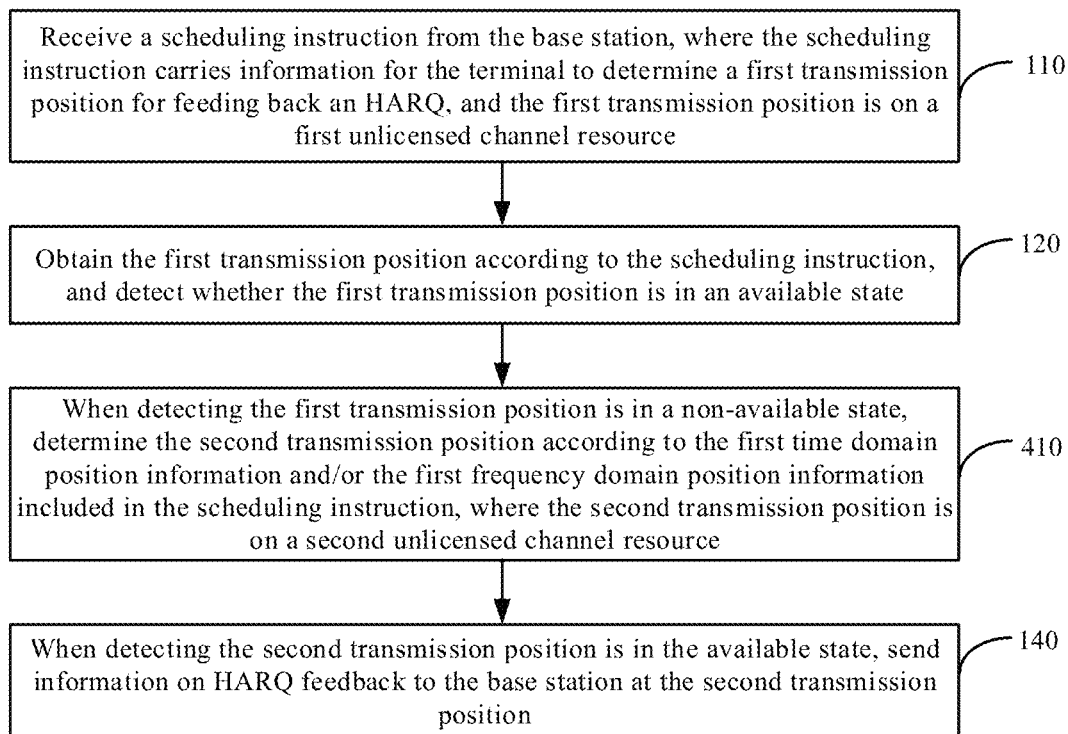 Receive a scheduling instruction from the base station, where the scheduling
instruction carries information for the terminal to determine a first transmission
position for feeding back an HARQ, and the first transmission position is on a
first unlicensed channel resource
110
Obtain the first transmission position according to the scheduling instruction,
and detect whether the first transmission position is in an available state
120
When detecting the first transmission position is in a non-available state,
determine the second transmission position according to the first time domain
position information and/or the first frequency domain position information
included in the scheduling instruction, where the second transmission position is
on a second unlicensed channel resource
410
When detecting the second transmission position is in the available state, send
information on HARQ feedback to the base station at the second transmission
position
140